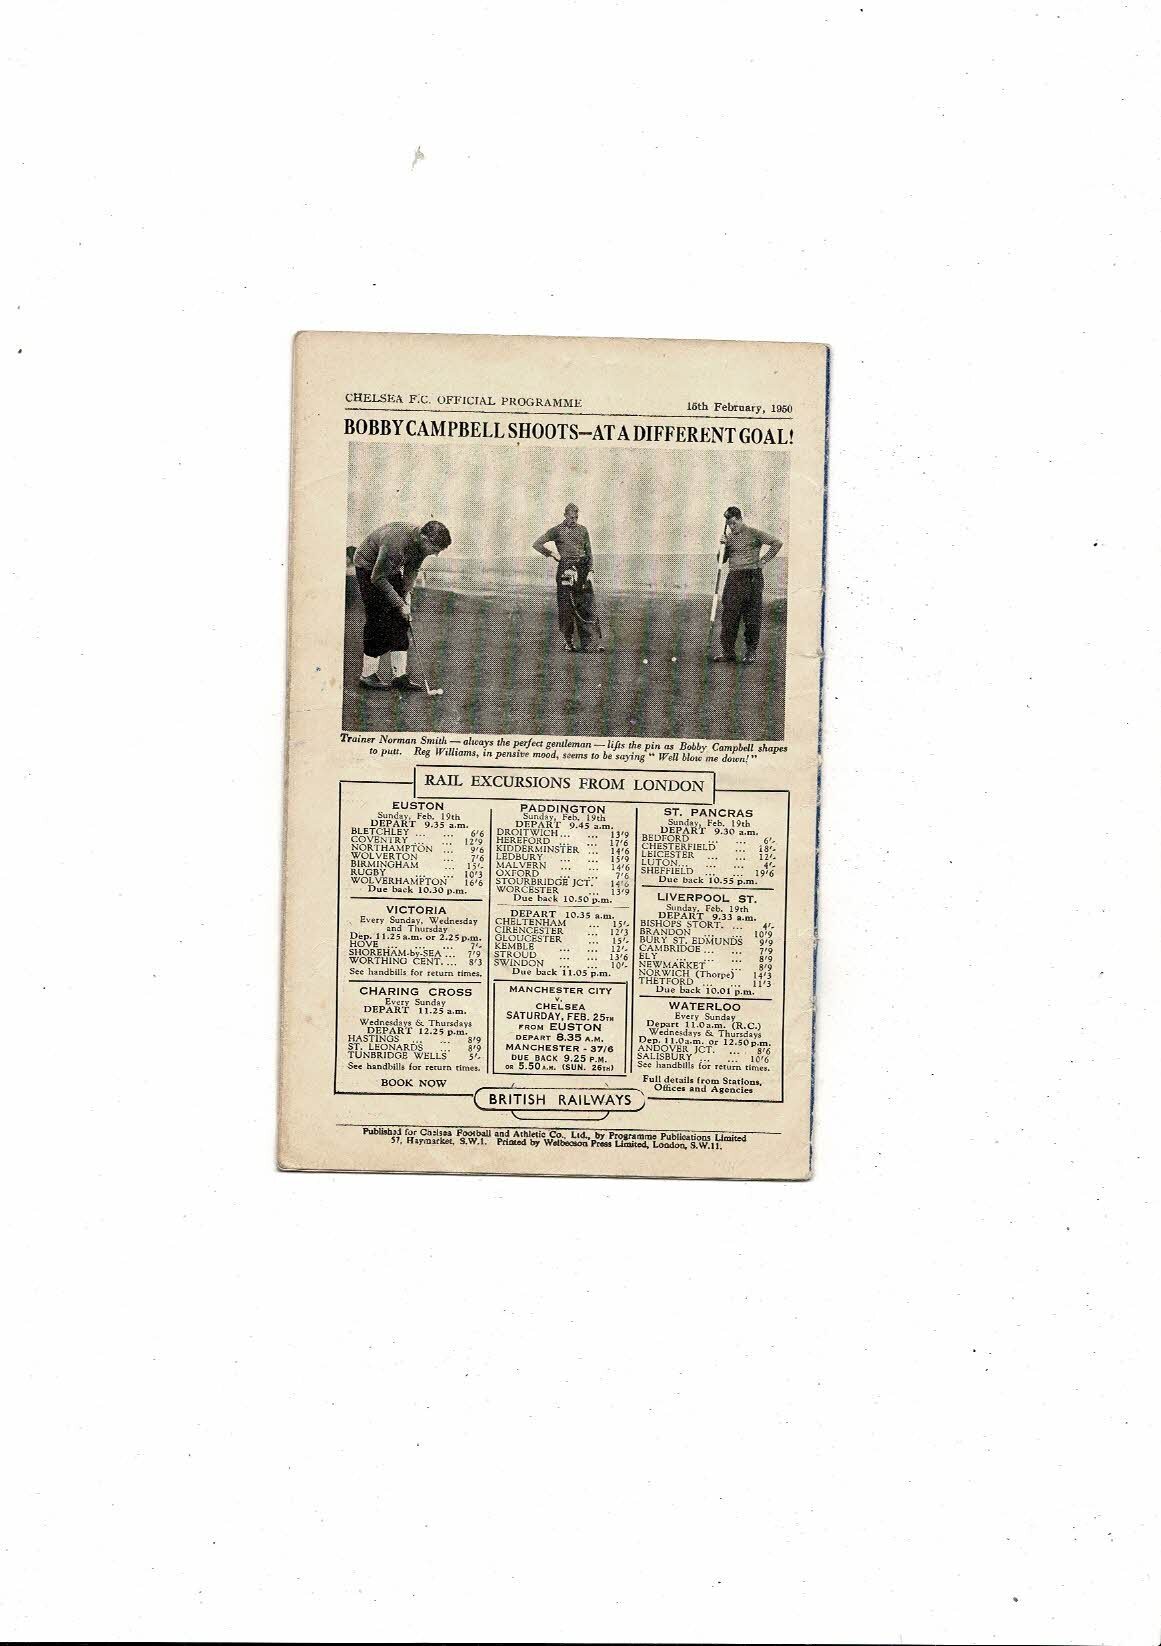 CHELSEA F.C. OFFICIAL PROGRAMME 15th February, 1950
BOBBY CAMPBELL SHOOTS—AT A DIFFERENT GOAL!
Trainer Norman Smith — always the perfect gentleman — lifts the pin as Bobby Campbell shapes
to putt. Reg Williams, in pensive mood, seems to be saying " Well blow me down!"
RAIL EXCURSIONS FROM LONDON
EUSTON
Sunday, Feb. 19th
DEPART 9.35 a.m.
BLETCHLEY ... ... 6'6
COVENTRY ... ... 12'9
NORTHAMPTON ... 9'6
WOLVERTON ... 7'6
BIRMINGHAM ... 15'-
RUGBY ... ... 10'3
WOLVERHAMPTON 16'6
Due back 10.30 p.m.
VICTORIA
Every Sunday, Wednesday
and Thursday
Dep. 11.25 a.m. or 2.25 p.m.
HOVE ... ... ... 7'-
SHOREHAM-by-SEA ... 7'9
WORTHING CENT. ... 8'3
See handbills for return times.
CHARING CROSS
Every Sunday
DEPART 11.25 a.m.
Wednesdays & Thursdays
DEPART 12.25 p.m.
HASTINGS ... ... 8'9
ST. LEONARDS ... 8'9
TUNBRIDGE WELLS 5'-
See handbills for return times.
BOOK NOW
PADDINGTON
Sunday, Feb. 19th
DEPART 9.45 a.m.
DROITWICH ... ... 13'9
HEREFORD ... ... 17'6
KIDDERMINSTER ... 14'6
LEDBURY ... ... 15'9
MALVERN ... ... 14'6
OXFORD ... ... 7'6
STOURBRIDGE JCT. 14'6
WORCESTER ... 13'9
Due back 10.50 p.m.
DEPART 10.35 a.m.
CHELTENHAM ... 15'-
CIRENCESTER ... 12'3
GLOUCESTER ... 15'-
KEMBLE ... ... 12'-
STROUD ... ... 13'6
SWINDON ... ... 10'-
Due back 11.05 p.m.
MANCHESTER CITY
v.
CHELSEA
SATURDAY, FEB. 25TH
FROM EUSTON
DEPART 8.35 A.M.
MANCHESTER - 37/6
DUE BACK 9.25 P.M.
OR 5.50 A.M. (SUN. 26TH)
ST. PANCRAS
Sunday, Feb. 19th
DEPART 9.30 a.m.
BEDFORD ... ... 6'-
CHESTERFIELD ... 18'-
LEICESTER ... ... 12'-
LUTON ... ... 4'-
SHEFFIELD ... ... 19'6
Due back 10.55 p.m.
LIVERPOOL ST.
Sunday, Feb. 19th
DEPART 9.33 a.m.
BISHOPS STORT. ... 4'-
BRANDON ... ... 10'9
BURY ST. EDMUNDS 9'9
CAMBRIDGE ... ... 7'9
ELY ... ... ... 8'9
NEWMARKET ... 8'9
NORWICH (Thorpe) 14'3
THETFORD ... ... 11'3
Due back 10.01 p.m.
WATERLOO
Every Sunday
Depart 11.0 a.m. (R.C.)
Wednesdays & Thursdays
Dep. 11.0 a.m. or 12.50 p.m.
ANDOVER JCT. ... 8'6
SALISBURY ... ... 10'6
See handbills for return times.
Full details from Stations,
Offices and Agencies
BRITISH RAILWAYS
Published for Chelsea Football and Athletic Co., Ltd., by Programme Publications Limited
57, Haymarket, S.W.1. Printed by Welbecson Press Limited, London, S.W.11.